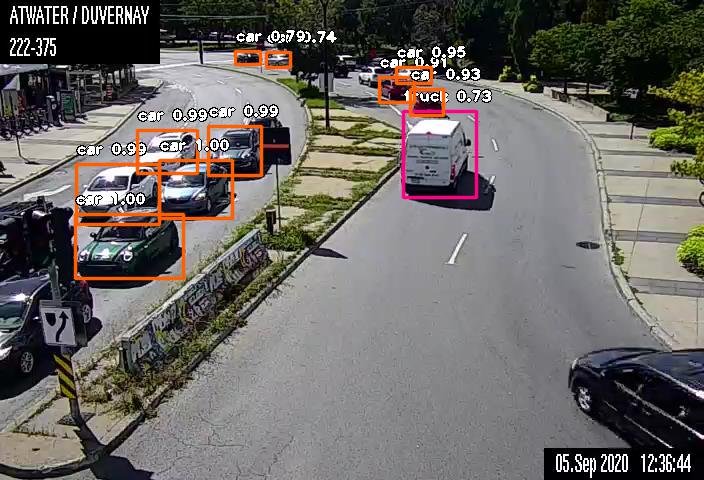 ATWATER / DUVERNAY
222-375
car 0.79
0.74
car 0.95
car 0.91
car 0.93
truck 0.73
car 0.99
car 0.99
car 0.99
car 1.00
car 1.00
05.Sep 2020 12:36:44